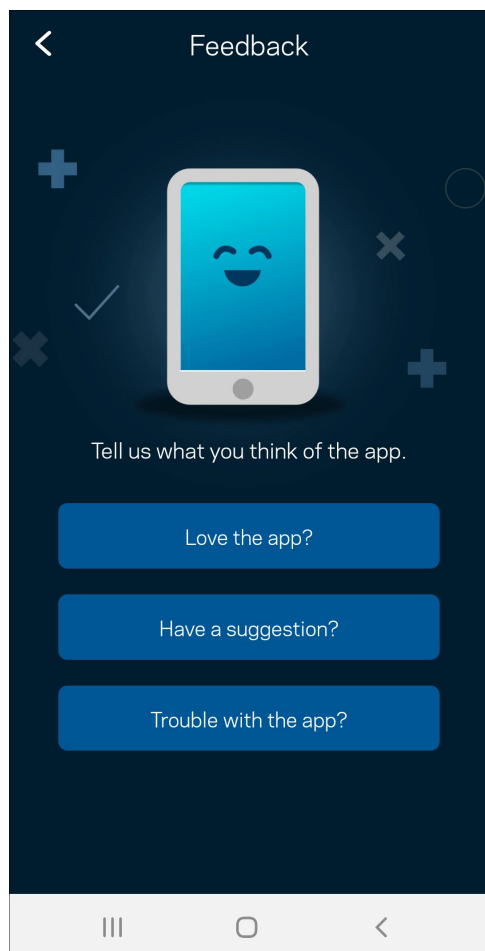 Feedback
Tell us what you think of the app.
Love the app?
Have a suggestion?
Trouble with the app?